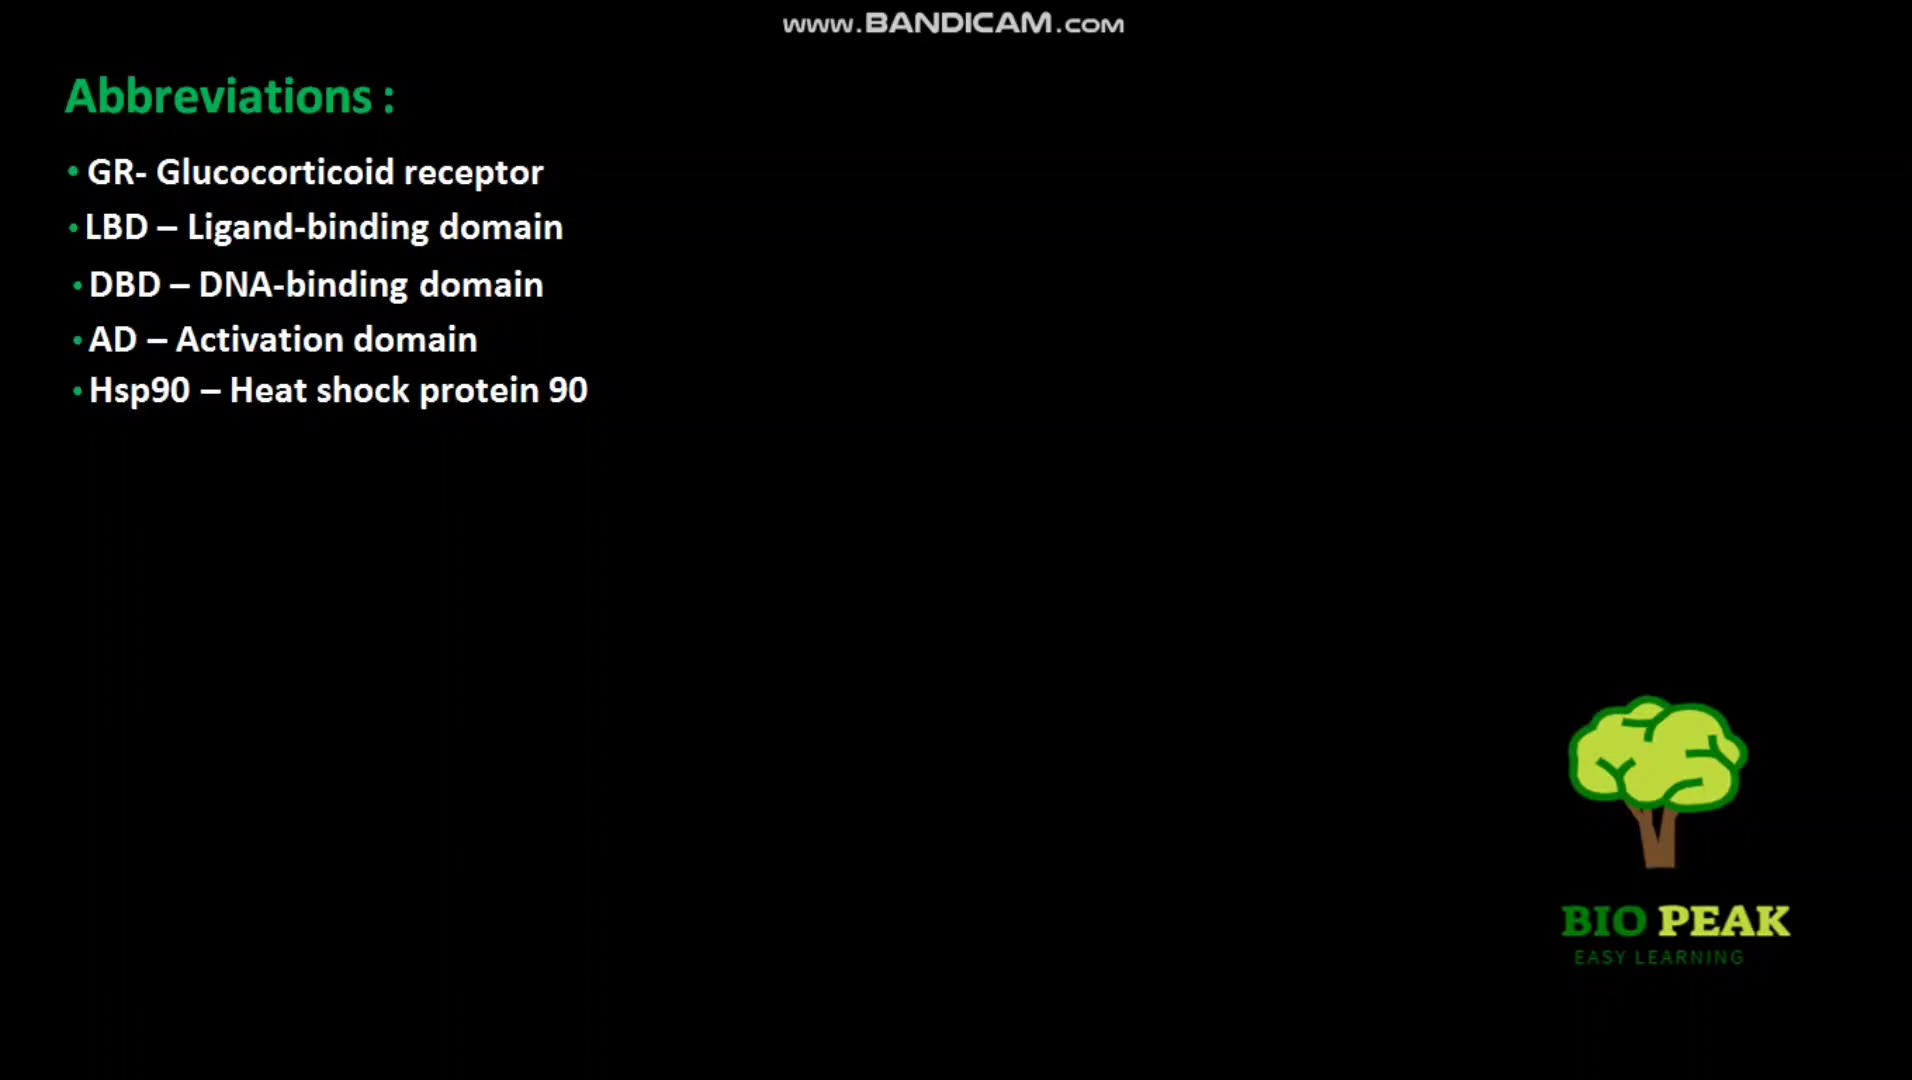 www.BANDICAM.com
Abbreviations :
• GR- Glucocorticoid receptor
• LBD – Ligand-binding domain
• DBD – DNA-binding domain
• AD – Activation domain
• Hsp90 – Heat shock protein 90
BIO PEAK
EASY LEARNING